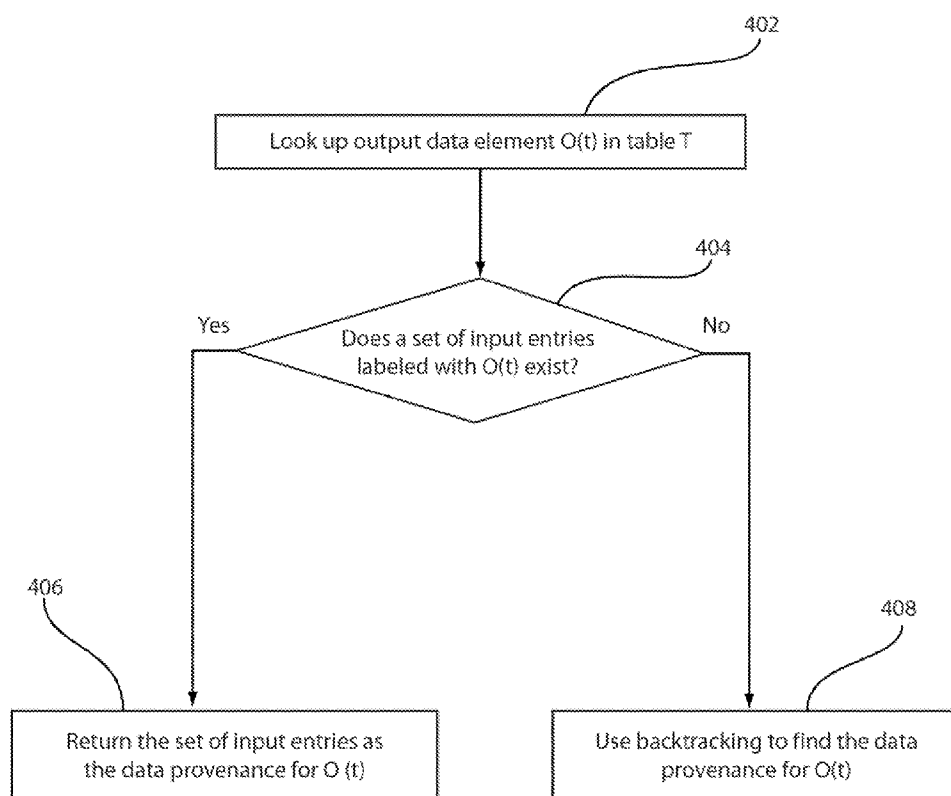 402
Look up output data element O(t) in table T
404
Yes
Does a set of input entries
labeled with O(t) exist?
No
406
408
Return the set of input entries as
the data provenance for O (t)
Use backtracking to find the data
provenance for O(t)